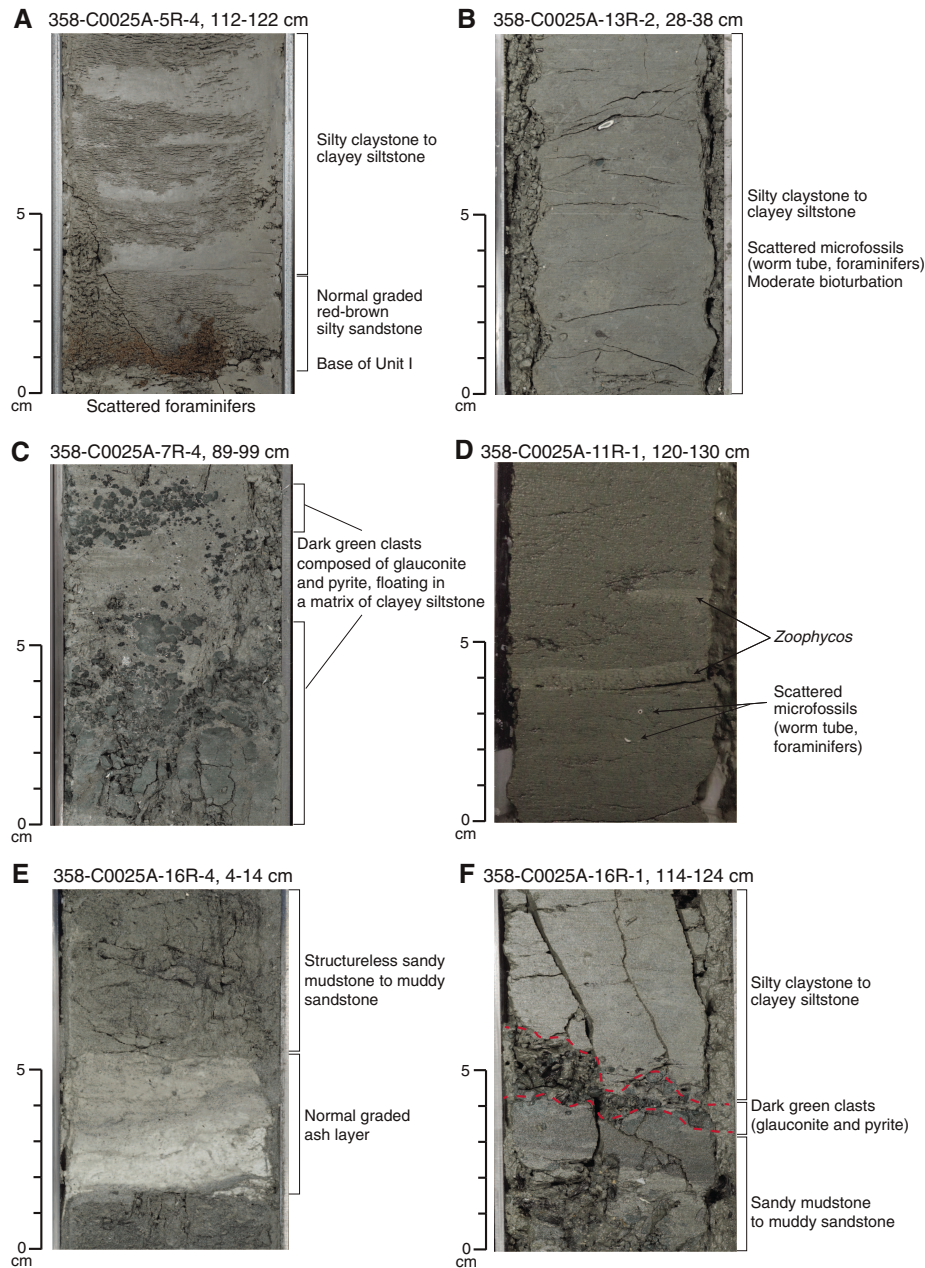 A 358-C0025A-5R-4, 112-122 cm
Silty claystone to
clayey siltstone
5
Normal graded
red-brown
silty sandstone
Base of Unit I
0
cm
Scattered foraminifers
B 358-C0025A-13R-2, 28-38 cm
5
Silty claystone to
clayey siltstone
Scattered microfossils
(worm tube, foraminifers)
Moderate bioturbation
0
cm
C 358-C0025A-7R-4, 89-99 cm
Dark green clasts
composed of glauconite
and pyrite, floating in
a matrix of clayey siltstone
5
0
cm
D 358-C0025A-11R-1, 120-130 cm
5
Zoophycos
Scattered
microfossils
(worm tube,
foraminifers)
0
cm
E 358-C0025A-16R-4, 4-14 cm
Structureless sandy
mudstone to muddy
sandstone
5
Normal graded
ash layer
0
cm
F 358-C0025A-16R-1, 114-124 cm
Silty claystone to
clayey siltstone
5
Dark green clasts
(glauconite and pyrite)
Sandy mudstone
to muddy sandstone
0
cm